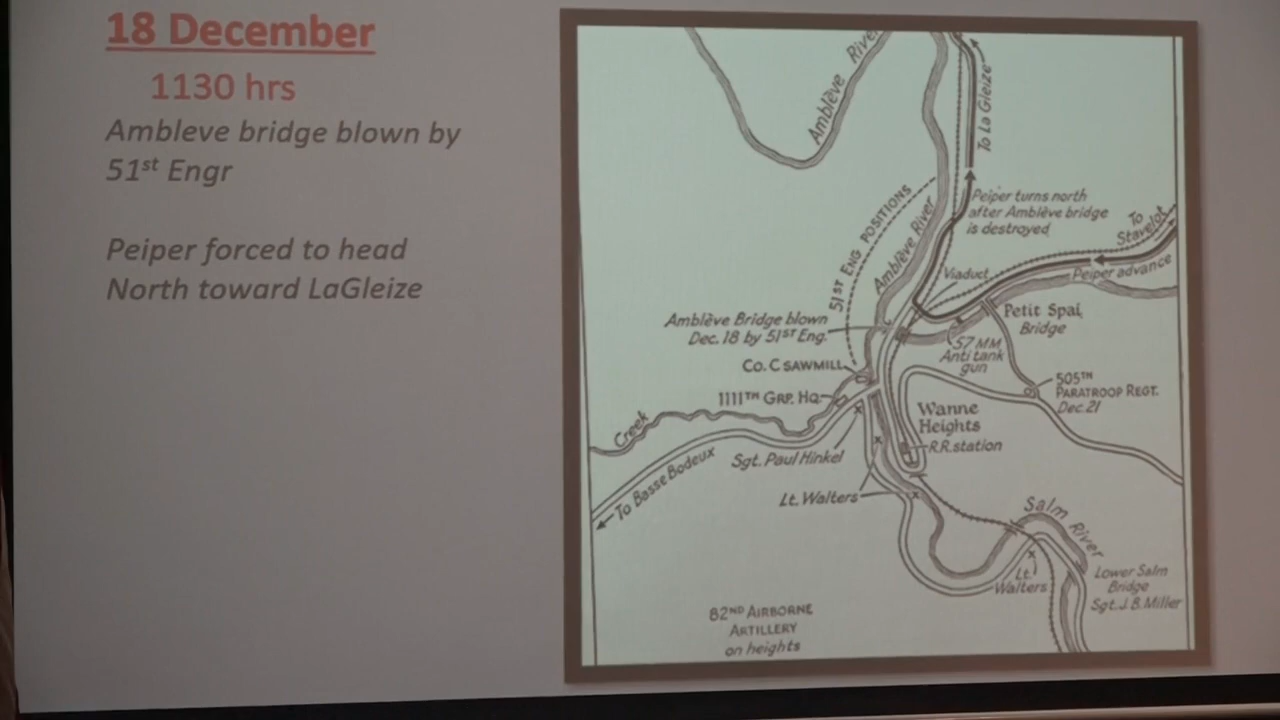 18 December
1130 hrs
Ambleve bridge blown by
51st Engr
Peiper forced to head
North toward LaGleize
Amblève River
To La Gleize
Peiper turns north
after Amblève bridge
is destroyed
To
Stavelot
51ST ENG POSITIONS
Amblève River
Viaduct
Peiper advance
Petit Spai
Bridge
Amblève Bridge blown
Dec. 18 by 51ST Eng.
57 MM
Anti tank
gun
Co. C SAWMILL
505TH
PARATROOP REGT.
Dec. 21
1111TH GRP. HQ
Wanne
Heights
R.R. station
Creek
Sgt. Paul Hinkel
To Basse Bodeux
Lt. Walters
Salm River
Lt.
Walters
Lower Salm
Bridge
Sgt. J. B. Miller
82ND AIRBORNE
ARTILLERY
on heights